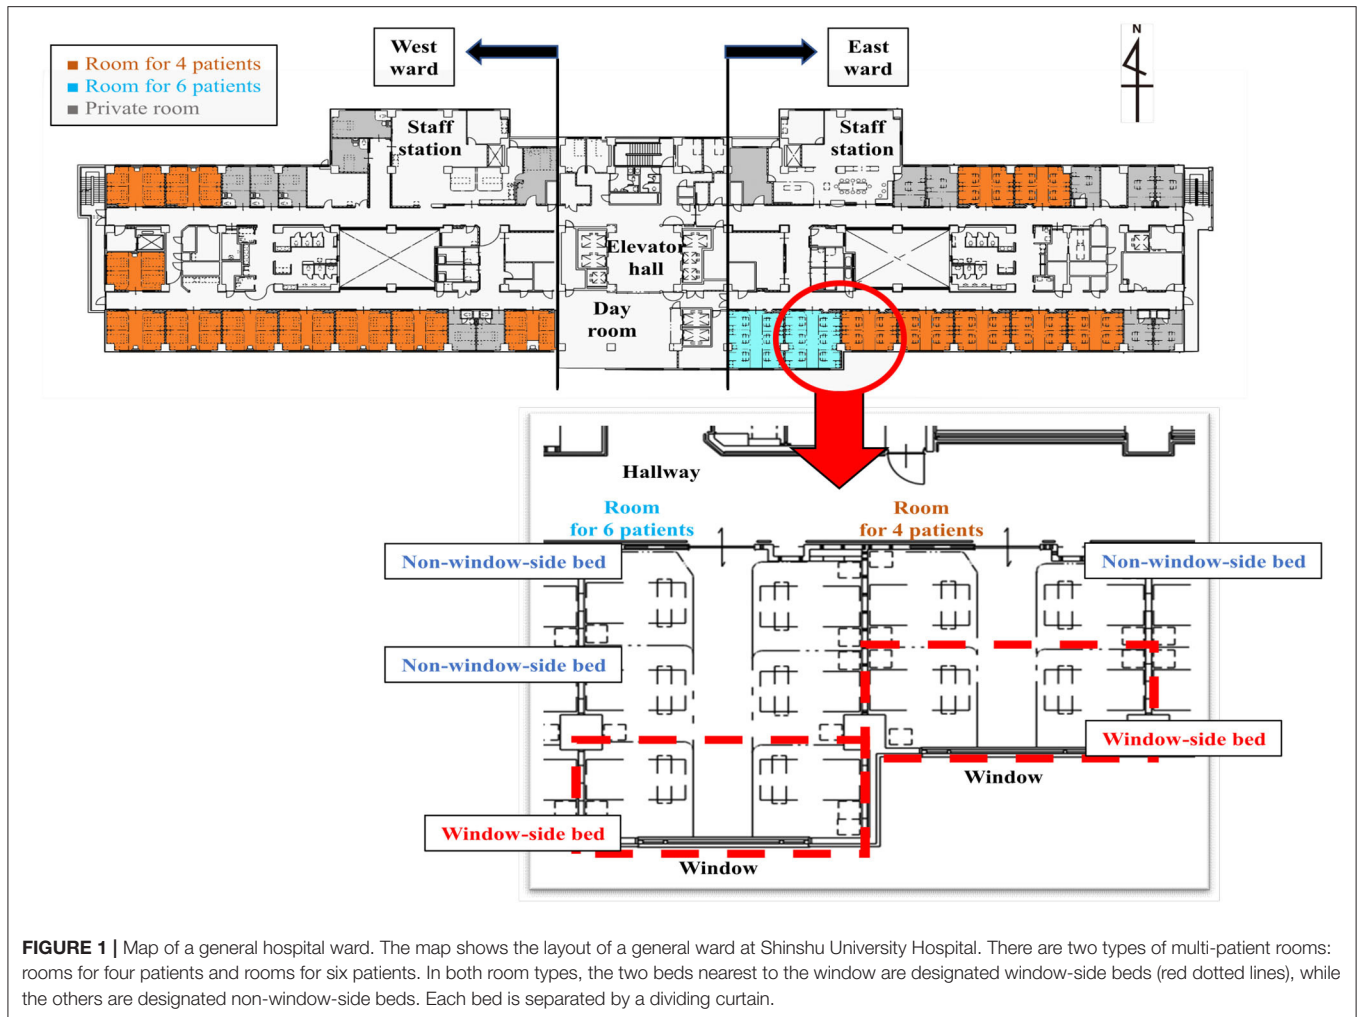 West
ward
East
ward
N
Room for 4 patients
Room for 6 patients
Private room
Staff
station
Staff
station
Elevator
hall
Day
room
Hallway
Room
for 6 patients
Room
for 4 patients
Non-window-side bed
Non-window-side bed
Non-window-side bed
Window-side bed
Window
Window-side bed
Window
FIGURE 1 | Map of a general hospital ward. The map shows the layout of a general ward at Shinshu University Hospital. There are two types of multi-patient rooms:
rooms for four patients and rooms for six patients. In both room types, the two beds nearest to the window are designated window-side beds (red dotted lines), while
the others are designated non-window-side beds. Each bed is separated by a dividing curtain.